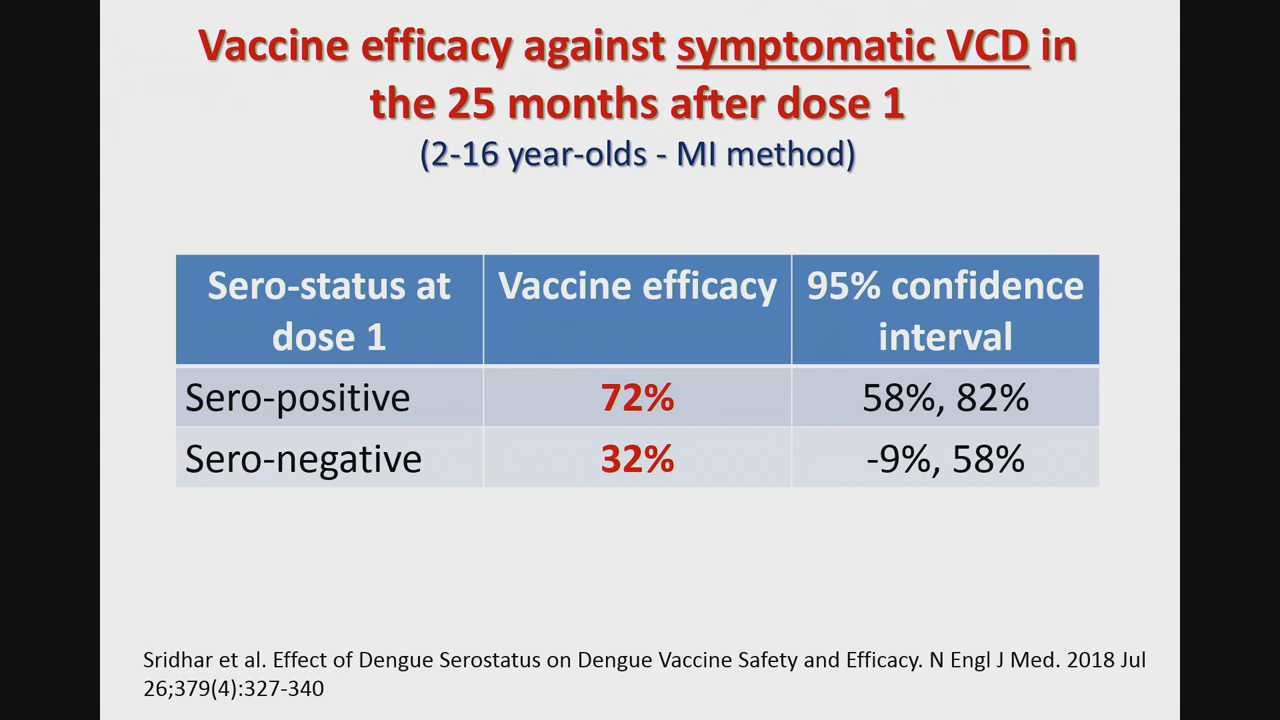 Vaccine efficacy against symptomatic VCD in
the 25 months after dose 1
(2-16 year-olds - MI method)
Sero-status at dose 1 Vaccine efficacy 95% confidence interval
Sero-positive 72% 58%, 82%
Sero-negative 32% -9%, 58%
Sridhar et al. Effect of Dengue Serostatus on Dengue Vaccine Safety and Efficacy. N Engl J Med. 2018 Jul
26;379(4):327-340